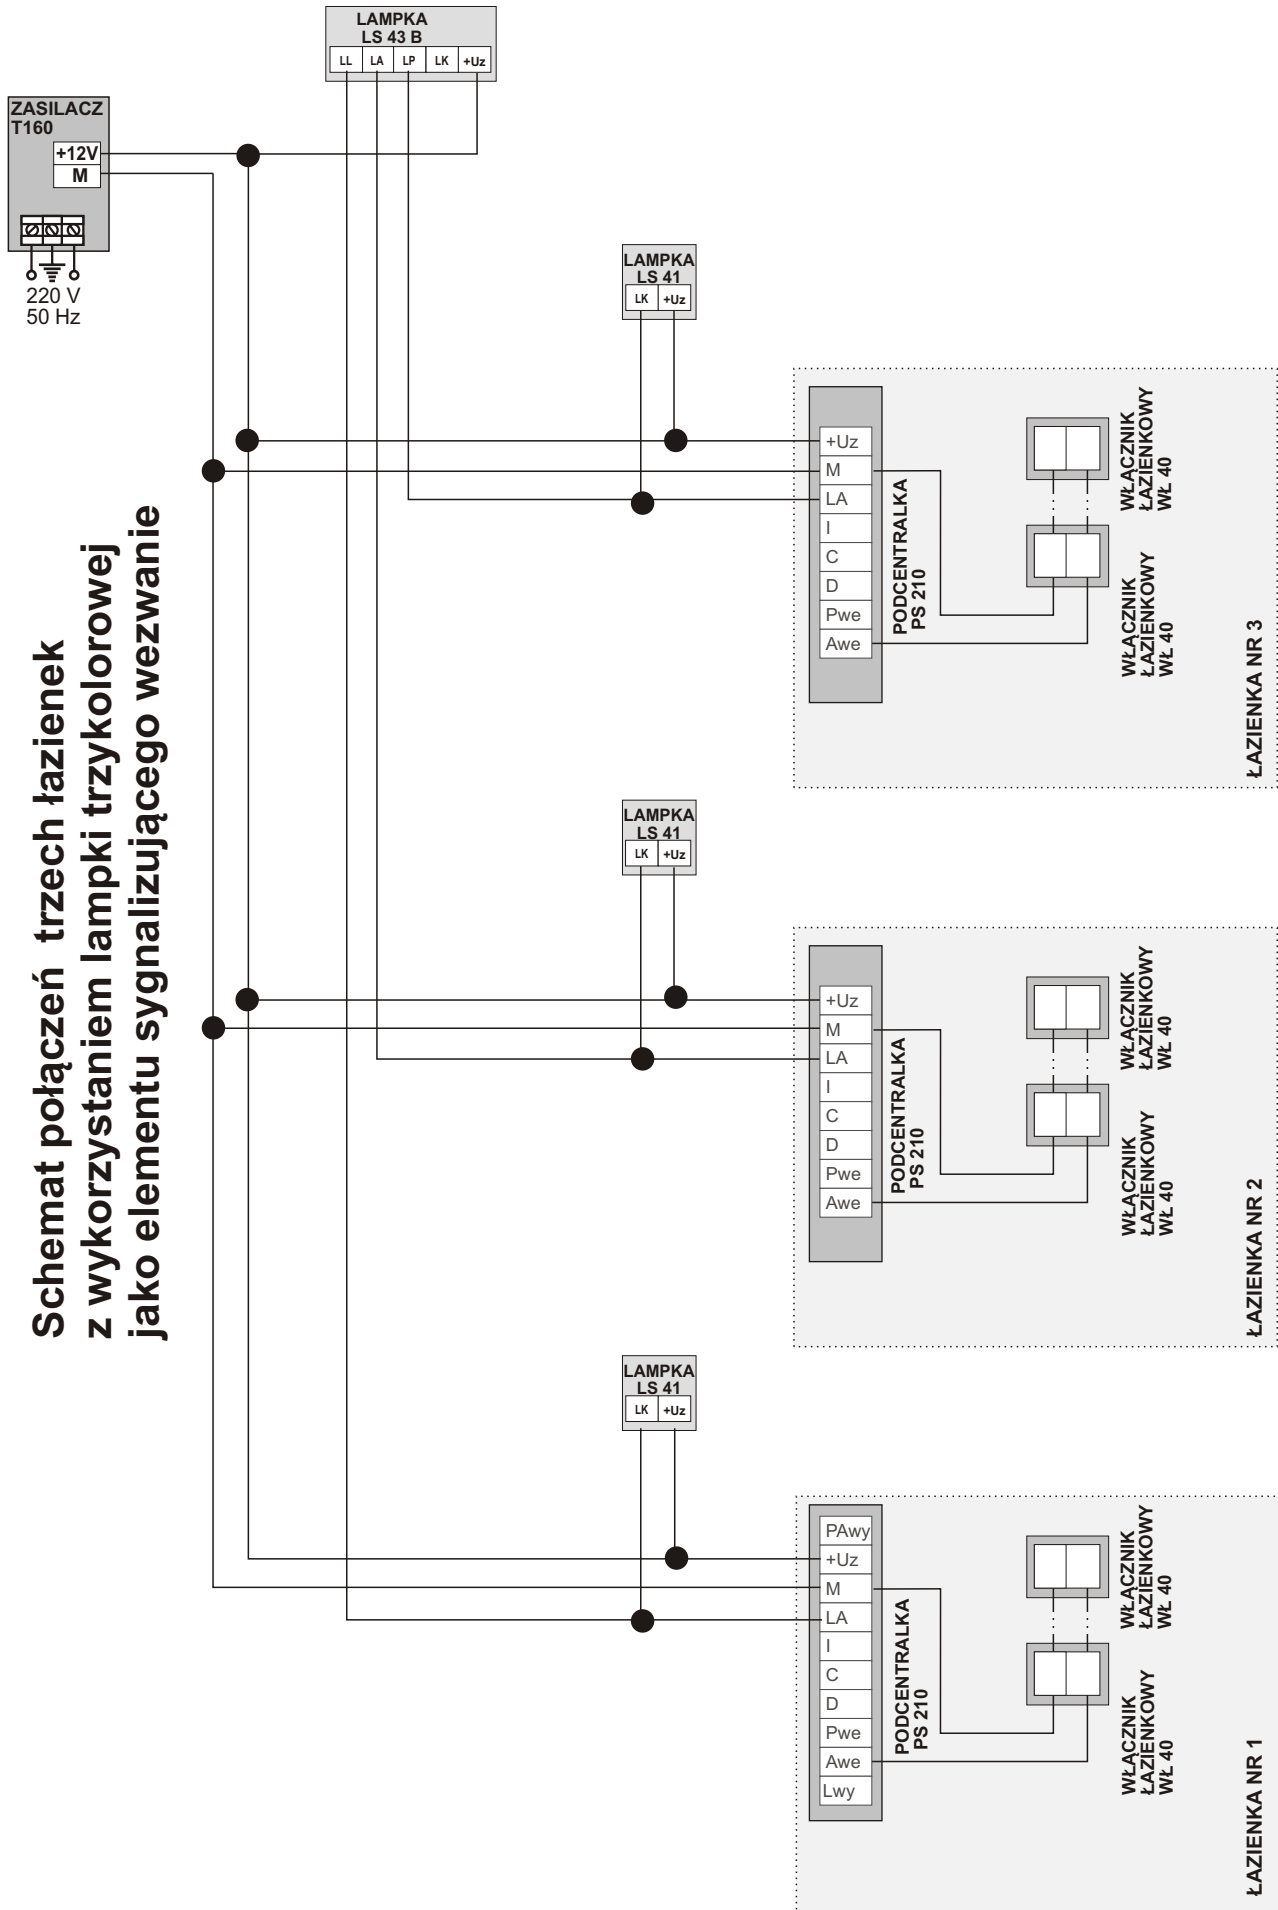 Schemat połączeń trzech łazienek
z wykorzystaniem lampki trzykolorowej
jako elementu sygnalizującego wezwanie
LAMPKA
LS 43 B
LL LA LP LK +Uz
ZASILACZ
T160
+12V
M
220 V
50 Hz
LAMPKA
LS 41
LK +Uz
+Uz
M
LA
I
C
D
Pwe
Awe
PODCENTRALKA
PS 210
WŁĄCZNIK
ŁAZIENKOWY
WŁ 40
WŁĄCZNIK
ŁAZIENKOWY
WŁ 40
ŁAZIENKA NR 3
LAMPKA
LS 41
LK +Uz
+Uz
M
LA
I
C
D
Pwe
Awe
PODCENTRALKA
PS 210
WŁĄCZNIK
ŁAZIENKOWY
WŁ 40
WŁĄCZNIK
ŁAZIENKOWY
WŁ 40
ŁAZIENKA NR 2
LAMPKA
LS 41
LK +Uz
PAwy
+Uz
M
LA
I
C
D
Pwe
Awe
Lwy
PODCENTRALKA
PS 210
WŁĄCZNIK
ŁAZIENKOWY
WŁ 40
WŁĄCZNIK
ŁAZIENKOWY
WŁ 40
ŁAZIENKA NR 1